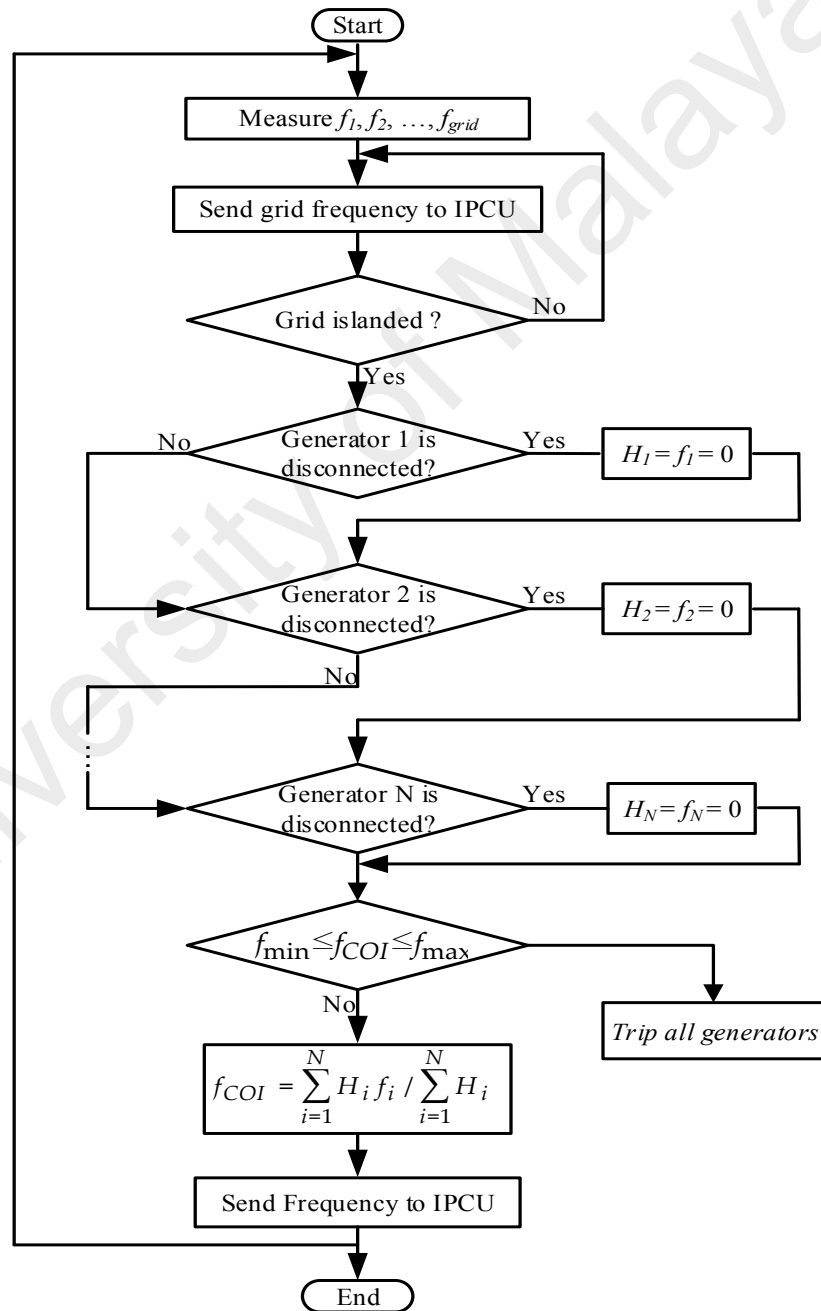 Start
Measure f1, f2, …, fgrid
Send grid frequency to IPCU
Grid islanded ?
No
Yes
Generator 1 is
disconnected?
No
Yes
H1 = f1 = 0
Generator 2 is
disconnected?
Yes
H2 = f2 = 0
No
Generator N is
disconnected?
Yes
HN = fN = 0
fmin≤fCOI≤fmax
No
Trip all generators
fCOI = ∑i=1N Hi fi / ∑i=1N Hi
Send Frequency to IPCU
End
University of Malaya